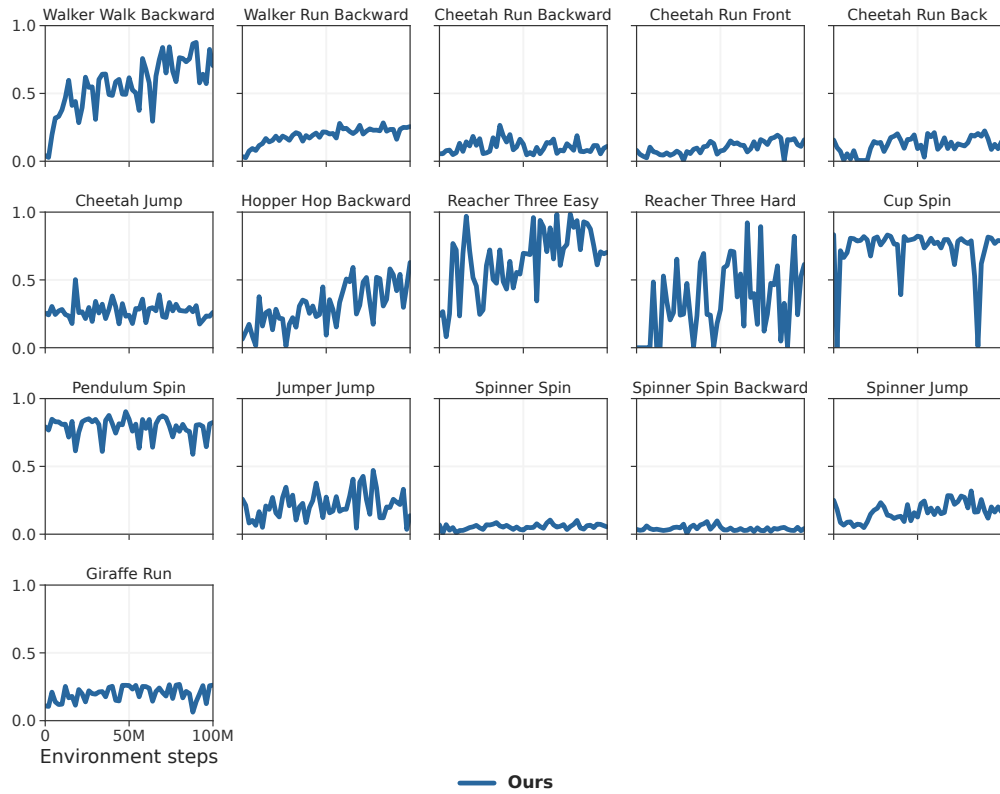 Walker Walk Backward
Walker Run Backward
Cheetah Run Backward
Cheetah Run Front
Cheetah Run Back
1.0
0.5
0.0
Cheetah Jump
Hopper Hop Backward
Reacher Three Easy
Reacher Three Hard
Cup Spin
1.0
0.5
0.0
Pendulum Spin
Jumper Jump
Spinner Spin
Spinner Spin Backward
Spinner Jump
1.0
0.5
0.0
Giraffe Run
1.0
0.5
0.0
0 50M 100M
Environment steps
Ours